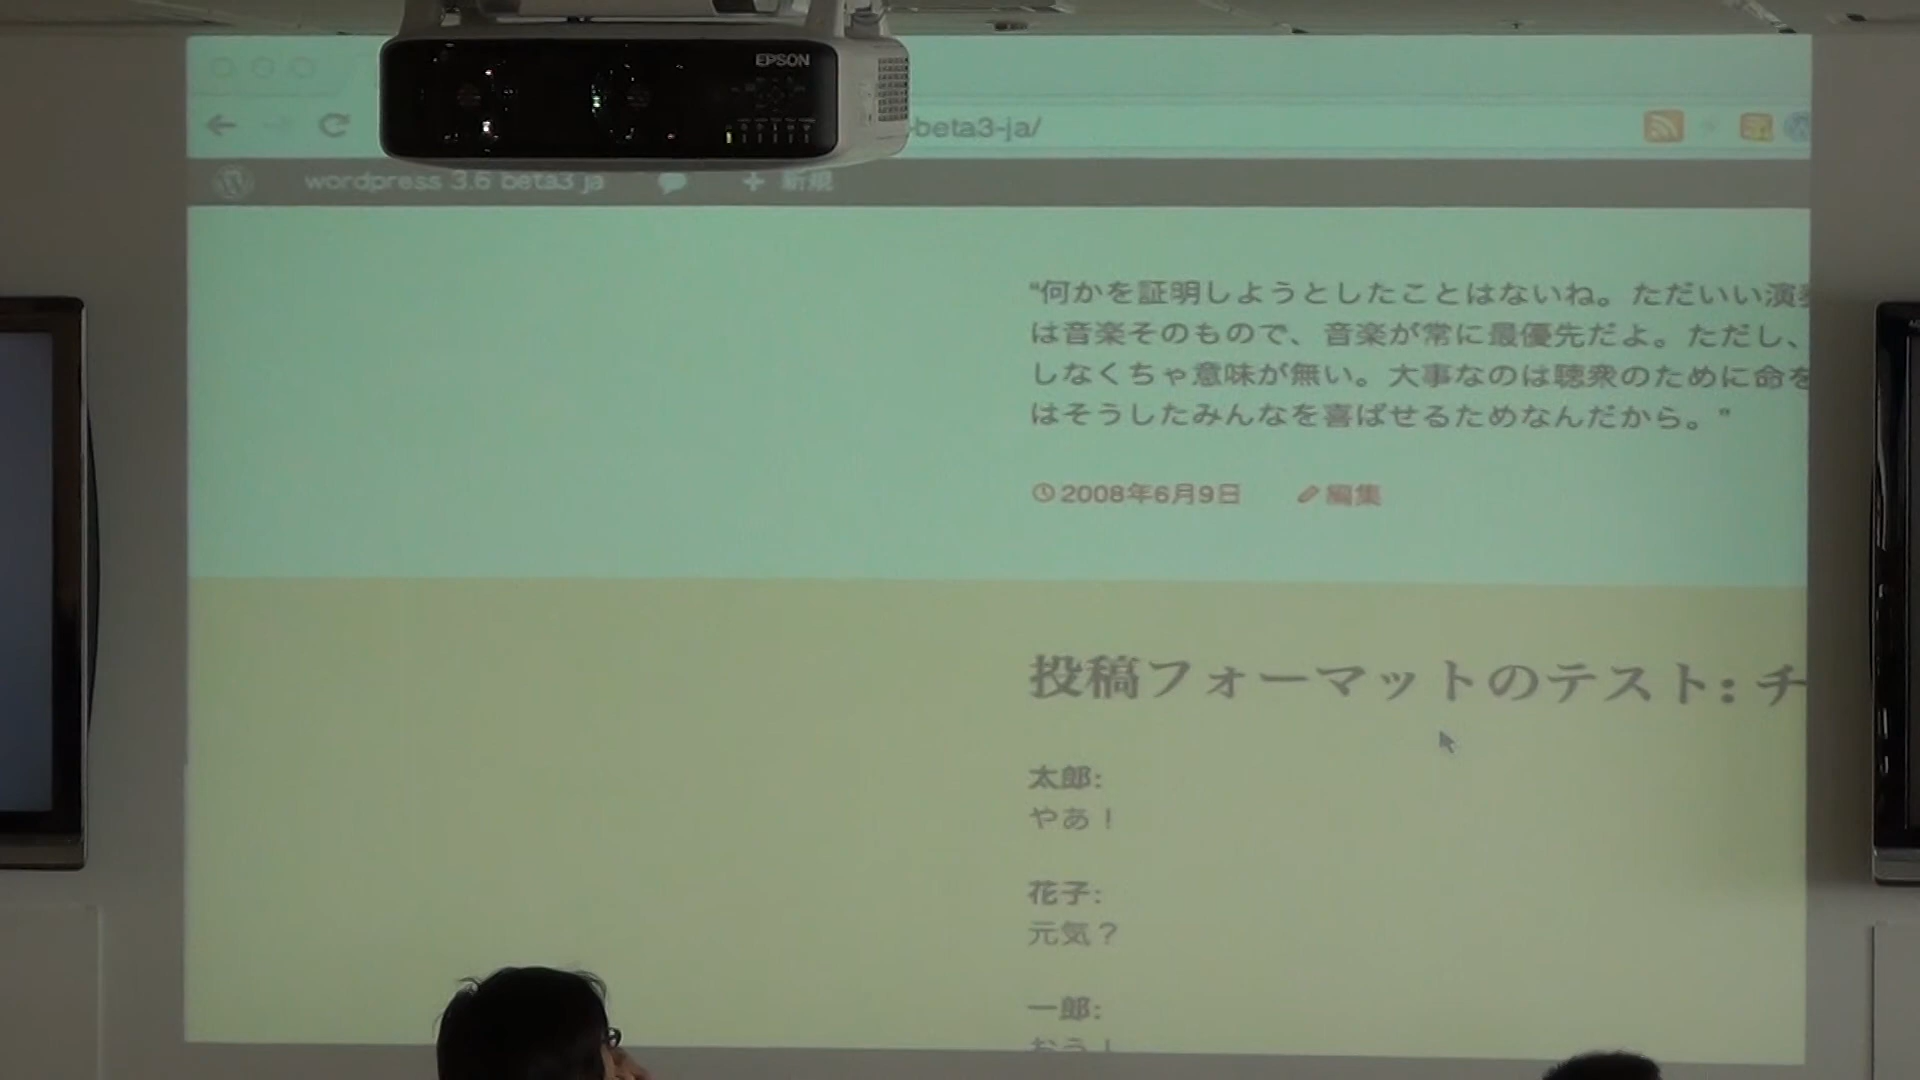 EPSON
-beta3-ja/
wordpress 3.6 beta3 ja
+ 新規
“何かを証明しようとしたことはないね。ただいい演
は音楽そのもので、音楽が常に最優先だよ。ただし、
しなくちゃ意味が無い。大事なのは聴衆のために命を
はそうしたみんなを喜ばせるためなんだから。”
2008年6月9日 編集
投稿フォーマットのテスト: チ
太郎:
やあ！
花子:
元気？
一郎:
おう！